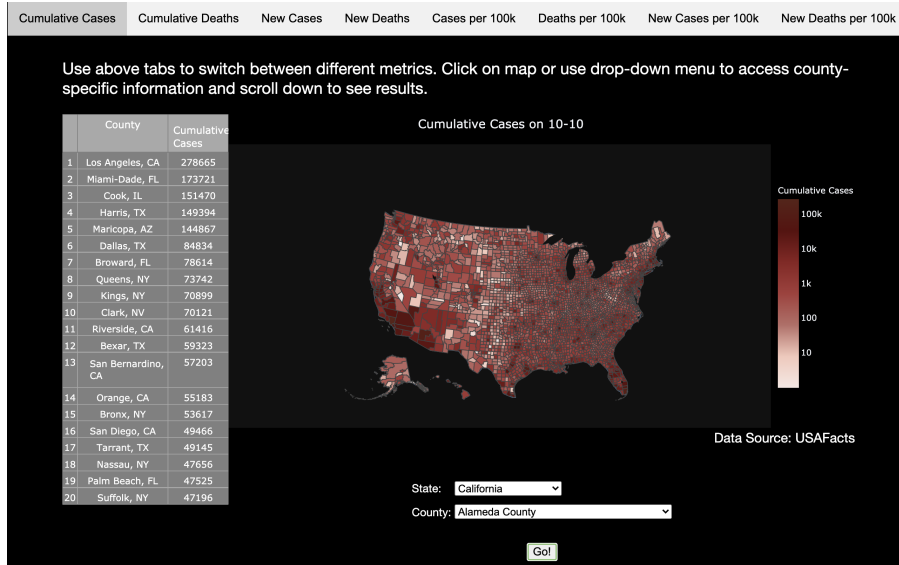 Cumulative Cases Cumulative Deaths New Cases New Deaths Cases per 100k Deaths per 100k New Cases per 100k New Deaths per 100k
Use above tabs to switch between different metrics. Click on map or use drop-down menu to access county-
specific information and scroll down to see results.
County Cumulative
Cases
1 Los Angeles, CA 278665
2 Miami-Dade, FL 173721
3 Cook, IL 151470
4 Harris, TX 149394
5 Maricopa, AZ 144867
6 Dallas, TX 84834
7 Broward, FL 78614
8 Queens, NY 73742
9 Kings, NY 70899
10 Clark, NV 70121
11 Riverside, CA 61416
12 Bexar, TX 59323
13 San Bernardino, 57203
CA
14 Orange, CA 55183
15 Bronx, NY 53617
16 San Diego, CA 49466
17 Tarrant, TX 49145
18 Nassau, NY 47656
19 Palm Beach, FL 47525
20 Suffolk, NY 47196
Cumulative Cases on 10-10
Cumulative Cases
100k
10k
1k
100
10
Data Source: USAFacts
State: California
County: Alameda County
Go!